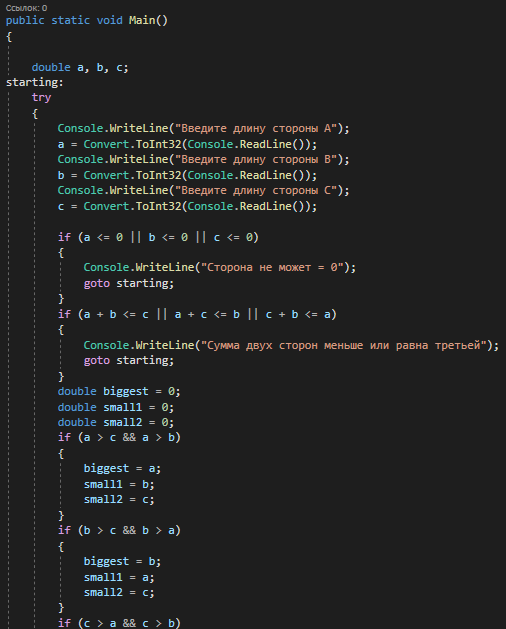 Ссылок: 0
public static void Main()
{
double a, b, c;
starting:
try
{
Console.WriteLine("Введите длину стороны А");
a = Convert.ToInt32(Console.ReadLine());
Console.WriteLine("Введите длину стороны В");
b = Convert.ToInt32(Console.ReadLine());
Console.WriteLine("Введите длину стороны С");
c = Convert.ToInt32(Console.ReadLine());
if (a <= 0 || b <= 0 || c <= 0)
{
Console.WriteLine("Сторона не может = 0");
goto starting;
}
if (a + b <= c || a + c <= b || c + b <= a)
{
Console.WriteLine("Сумма двух сторон меньше или равна третьей");
goto starting;
}
double biggest = 0;
double small1 = 0;
double small2 = 0;
if (a > c && a > b)
{
biggest = a;
small1 = b;
small2 = c;
}
if (b > c && b > a)
{
biggest = b;
small1 = a;
small2 = c;
}
if (c > a && c > b)